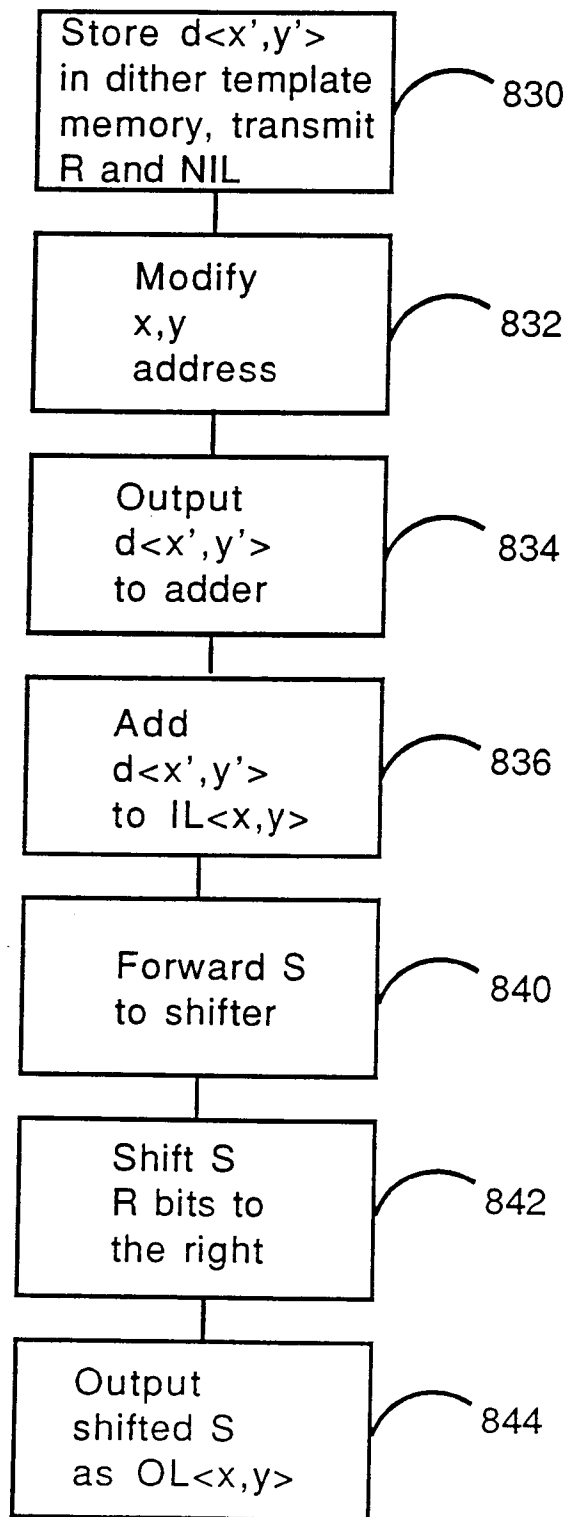 Store d<x',y'>
in dither template
memory, transmit
R and NIL
830
Modify
x,y
address
832
Output
d<x',y'>
to adder
834
Add
d<x',y'>
to IL<x,y>
836
Forward S
to shifter
840
Shift S
R bits to
the right
842
Output
shifted S
as OL<x,y>
844